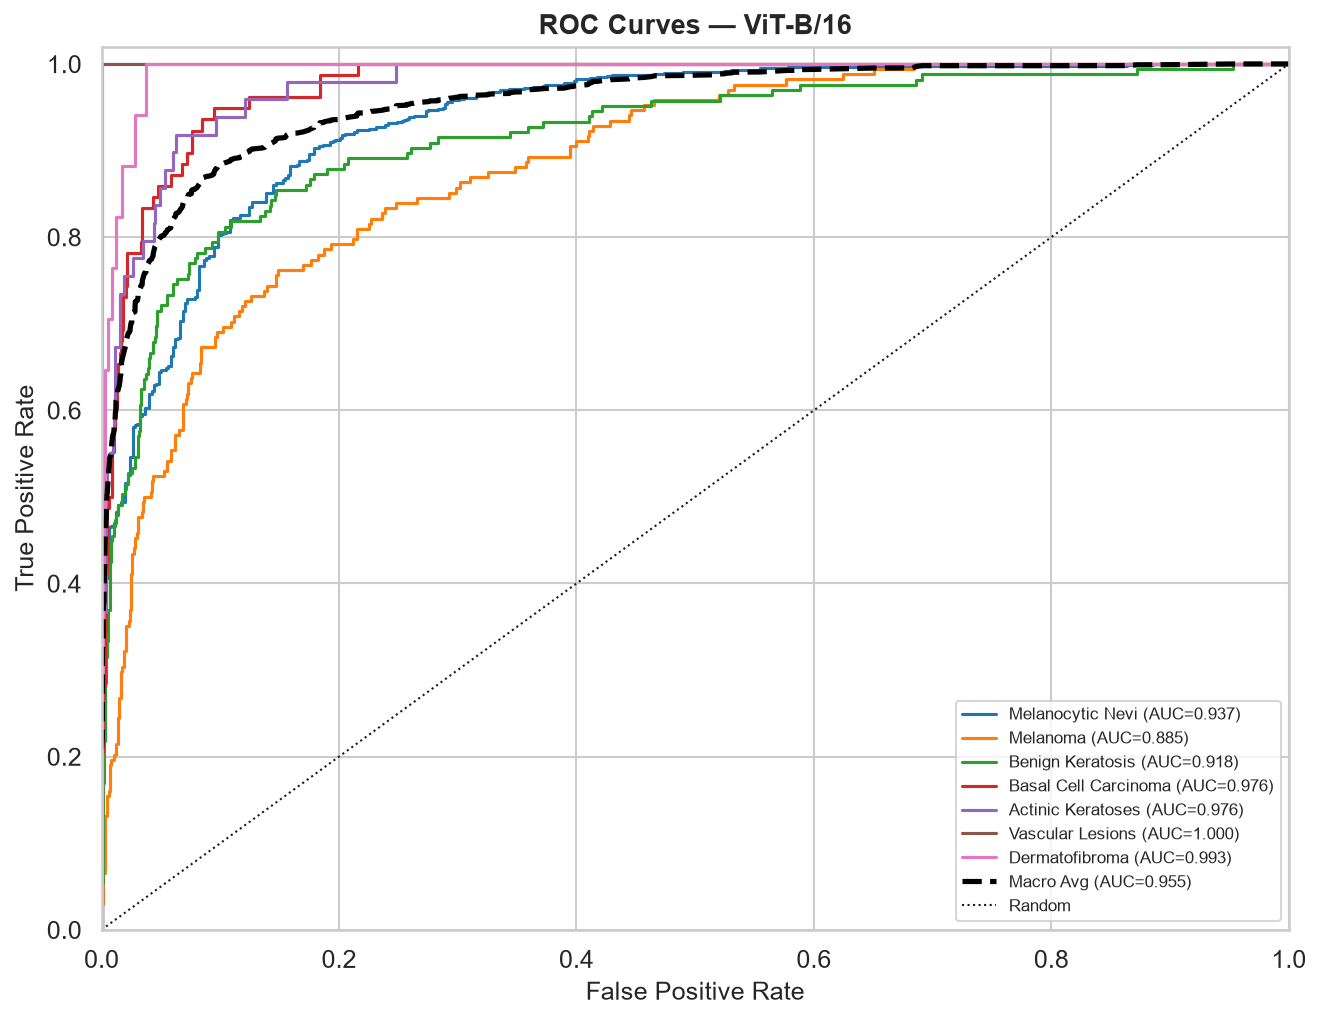 ROC Curves — ViT-B/16
1.0
0.8
0.6
0.4
0.2
0.0
True Positive Rate
0.0 0.2 0.4 0.6 0.8 1.0
False Positive Rate
Melanocytic Nevi (AUC=0.937)
Melanoma (AUC=0.885)
Benign Keratosis (AUC=0.918)
Basal Cell Carcinoma (AUC=0.976)
Actinic Keratoses (AUC=0.976)
Vascular Lesions (AUC=1.000)
Dermatofibroma (AUC=0.993)
Macro Avg (AUC=0.955)
Random